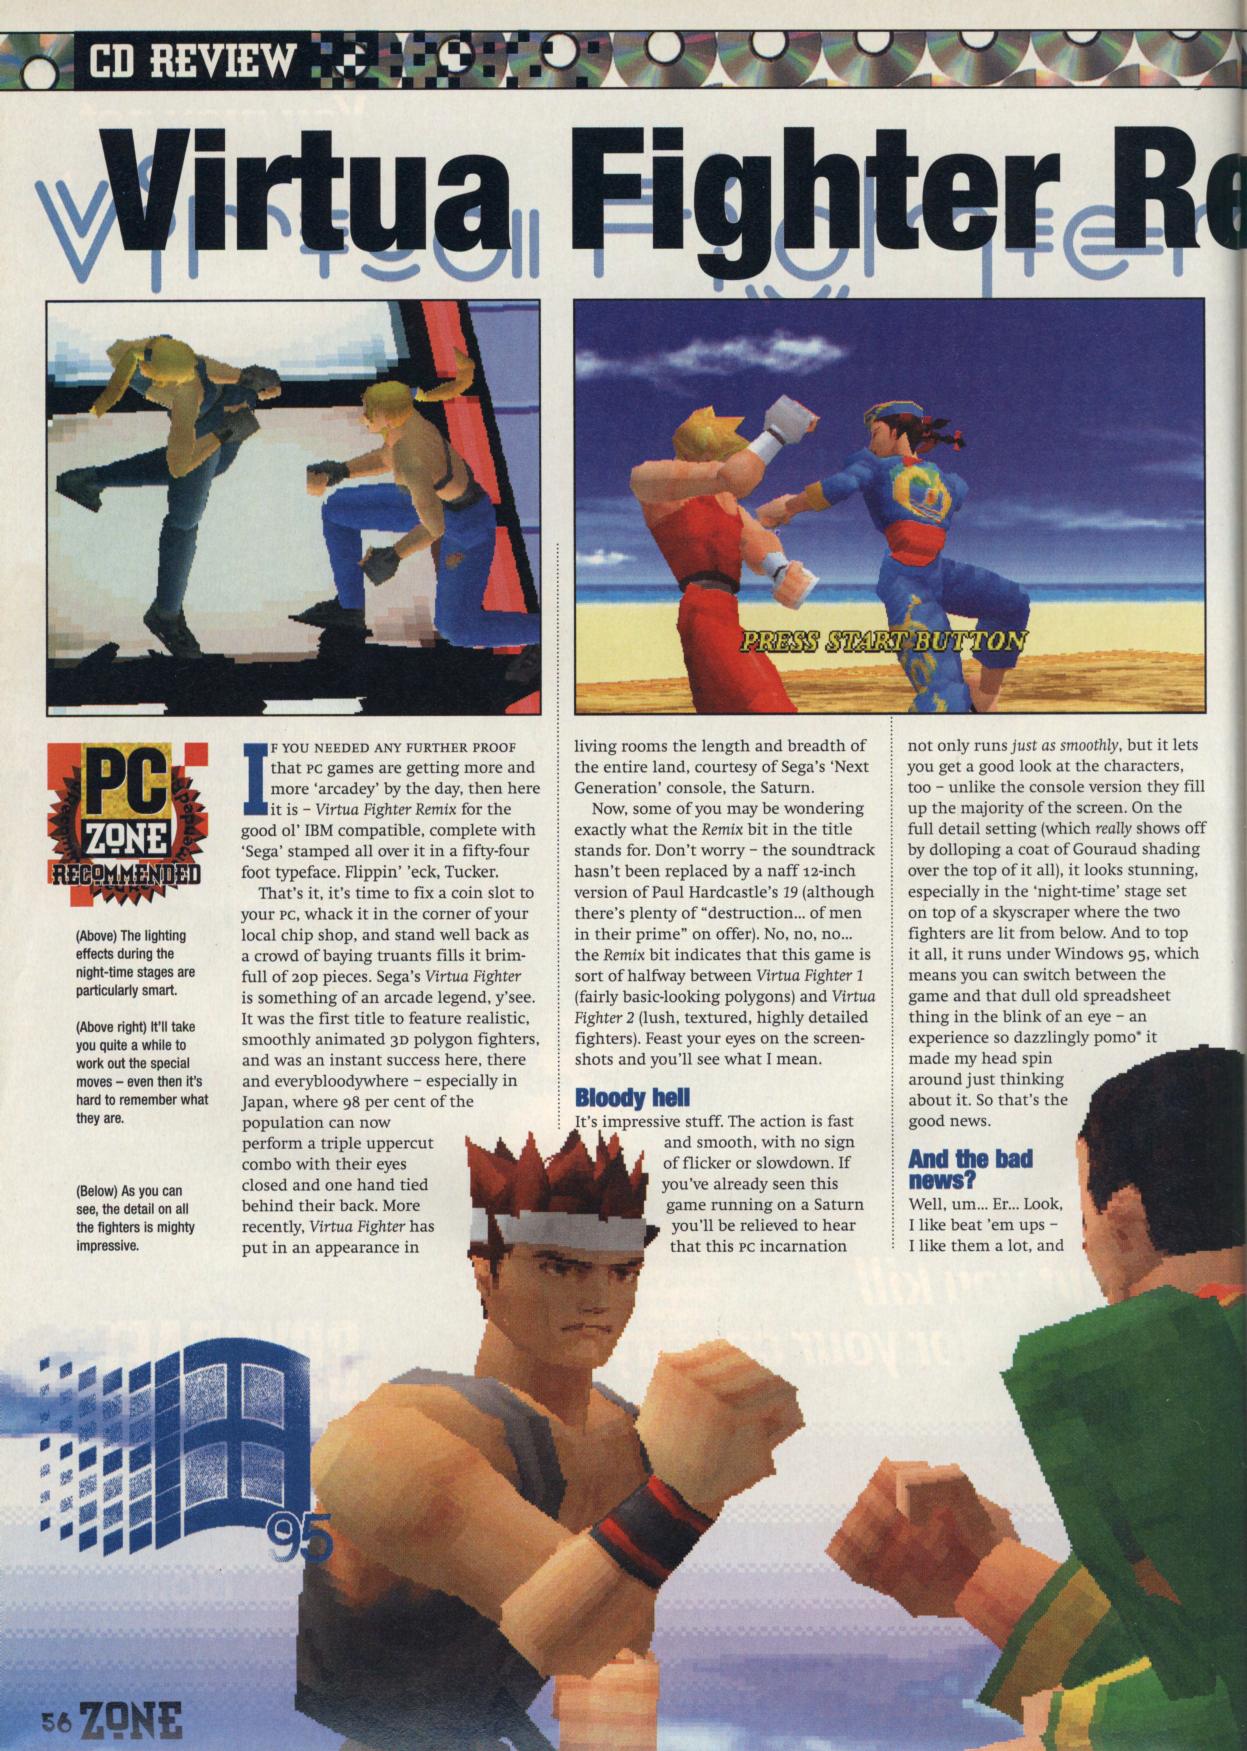 CD REVIEW
Virtua Fighter Re
Virtua Fighter
PRESS START BUTTON
PC
ZONE
RECOMMENDED
(Above) The lighting
effects during the
night-time stages are
particularly smart.
(Above right) It'll take
you quite a while to
work out the special
moves – even then it's
hard to remember what
they are.
(Below) As you can
see, the detail on all
the fighters is mighty
impressive.
IF YOU NEEDED ANY FURTHER PROOF
that PC games are getting more and
more 'arcadey' by the day, then here
it is – Virtua Fighter Remix for the
good ol' IBM compatible, complete with
'Sega' stamped all over it in a fifty-four
foot typeface. Flippin' 'eck, Tucker.
That's it, it's time to fix a coin slot to
your PC, whack it in the corner of your
local chip shop, and stand well back as
a crowd of baying truants fills it brim-
full of 20p pieces. Sega's Virtua Fighter
is something of an arcade legend, y'see.
It was the first title to feature realistic,
smoothly animated 3D polygon fighters,
and was an instant success here, there
and everybloodywhere – especially in
Japan, where 98 per cent of the
population can now
perform a triple uppercut
combo with their eyes
closed and one hand tied
behind their back. More
recently, Virtua Fighter has
put in an appearance in
living rooms the length and breadth of
the entire land, courtesy of Sega's 'Next
Generation' console, the Saturn.
Now, some of you may be wondering
exactly what the Remix bit in the title
stands for. Don't worry – the soundtrack
hasn't been replaced by a naff 12-inch
version of Paul Hardcastle's 19 (although
there's plenty of "destruction... of men
in their prime" on offer). No, no, no...
the Remix bit indicates that this game is
sort of halfway between Virtua Fighter 1
(fairly basic-looking polygons) and Virtua
Fighter 2 (lush, textured, highly detailed
fighters). Feast your eyes on the screen-
shots and you'll see what I mean.
Bloody hell
It's impressive stuff. The action is fast
and smooth, with no sign
of flicker or slowdown. If
you've already seen this
game running on a Saturn
you'll be relieved to hear
that this PC incarnation
not only runs just as smoothly, but it lets
you get a good look at the characters,
too – unlike the console version they fill
up the majority of the screen. On the
full detail setting (which really shows off
by dolloping a coat of Gouraud shading
over the top of it all), it looks stunning,
especially in the 'night-time' stage set
on top of a skyscraper where the two
fighters are lit from below. And to top
it all, it runs under Windows 95, which
means you can switch between the
game and that dull old spreadsheet
thing in the blink of an eye – an
experience so dazzlingly pomo* it
made my head spin
around just thinking
about it. So that's the
good news.
And the bad
news?
Well, um... Er... Look,
I like beat 'em ups –
I like them a lot, and
95
56 ZONE